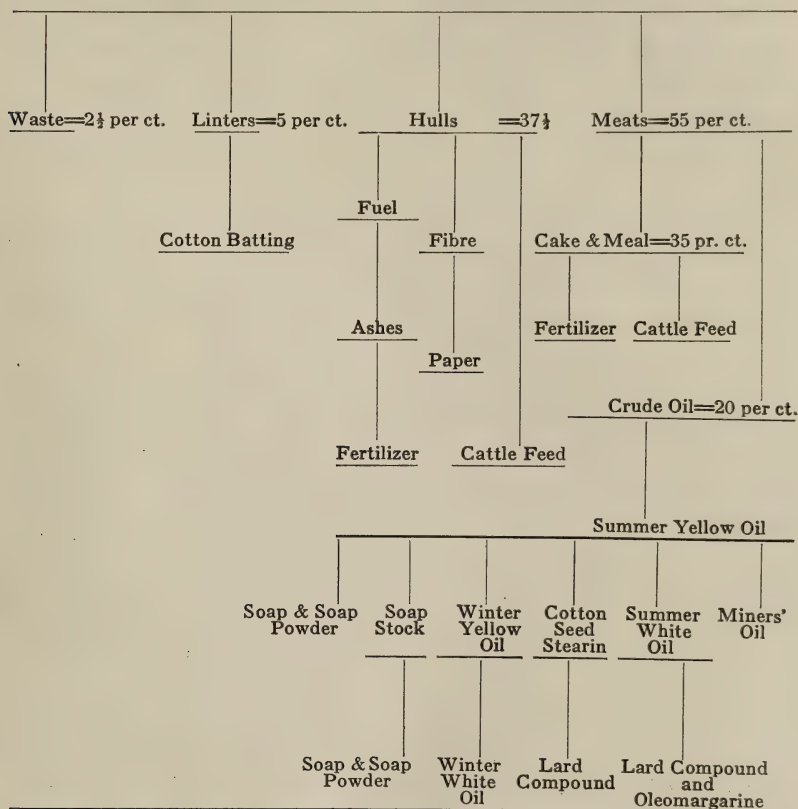 Waste=2½ per ct. Linters=5 per ct. Hulls =37½ Meats=55 per ct.
Fuel
Cotton Batting Fibre Cake & Meal=35 pr. ct.
Ashes Fertilizer Cattle Feed
Paper
Crude Oil=20 per ct.
Fertilizer Cattle Feed
Summer Yellow Oil
Soap & Soap Soap Winter Cotton Summer Miners'
Powder Stock Yellow Seed White Oil
Oil Stearin Oil
Soap & Soap Winter Lard Lard Compound
Powder White Compound and
Oil Oleomargarine